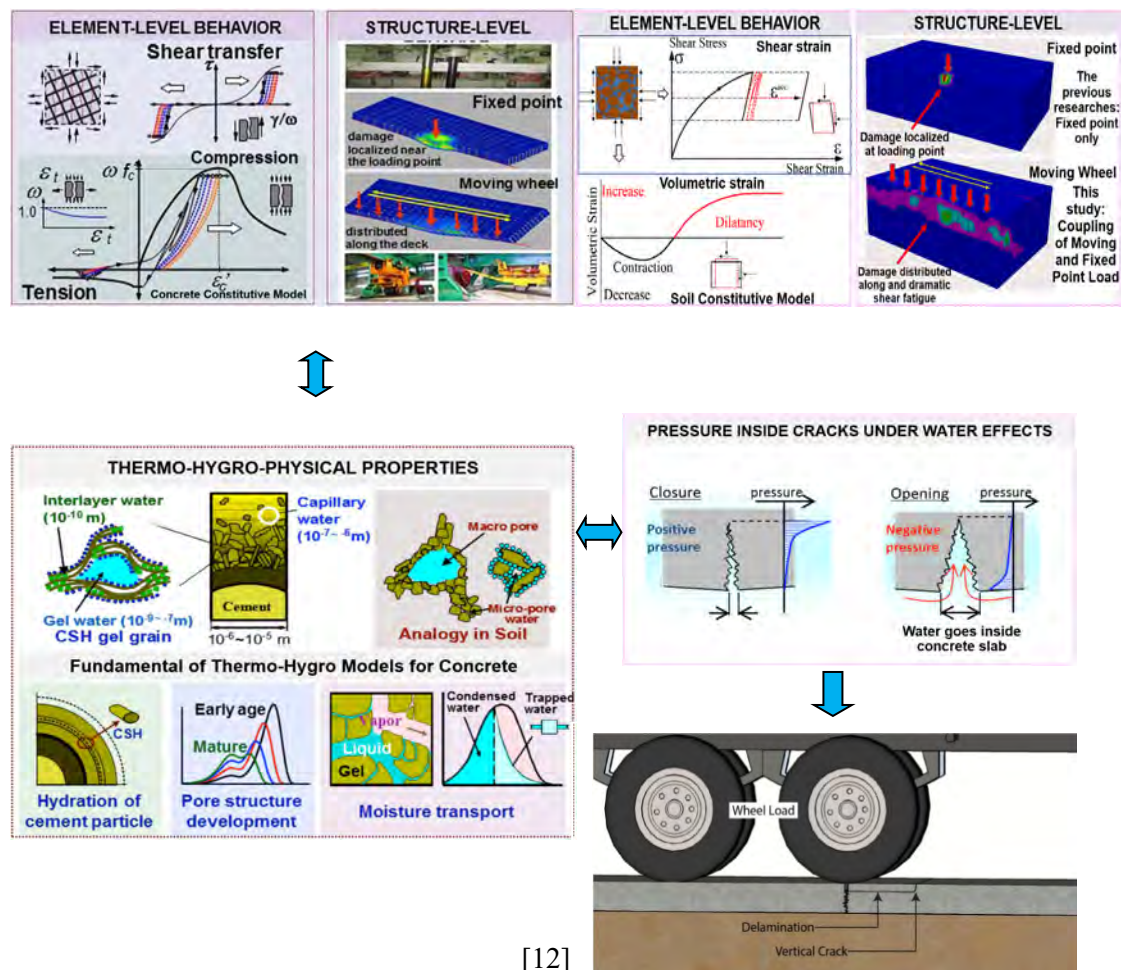 ELEMENT-LEVEL BEHAVIOR
Shear transfer
τ
γ/ω
Compression
ω f'c
εt
ω
1.0
εt
ε'c
Tension
Concrete Constitutive Model
STRUCTURE-LEVEL
Fixed point
damage
localized near
the loading point
Moving wheel
distributed
along the deck
ELEMENT-LEVEL BEHAVIOR
Shear Stress
σ
Shear strain
ε
Shear Strain
Volumetric Strain
Increase
Volumetric strain
Dilatancy
Contraction
Decrease
Soil Constitutive Model
STRUCTURE-LEVEL
Fixed point
The
previous
researches:
Fixed point
only
Damage localized
at loading point
Moving Wheel
This
study:
Coupling
of Moving
and Fixed
Point Load
Damage distributed
along and dramatic
shear fatigue
THERMO-HYGRO-PHYSICAL PROPERTIES
Interlayer water
(10-10 m)
Capillary
water
(10-7~ -6m)
Gel water (10-9~ -7m)
CSH gel grain
Cement
10-6~10-5 m
Macro pore
Micro-pore
water
Analogy in Soil
Fundamental of Thermo-Hygro Models for Concrete
CSH
Hydration of
cement particle
Early age
Mature
Pore structure
development
Vapor
Liquid
Gel
Condensed
water
Trapped
water
Moisture transport
PRESSURE INSIDE CRACKS UNDER WATER EFFECTS
Closure
pressure
Positive
pressure
Opening
pressure
Negative
pressure
Water goes inside
concrete slab
Wheel Load
Delamination
Vertical Crack
[12]